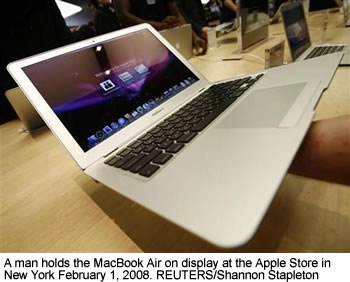 A man holds the MacBook Air on display at the Apple Store in
New York February 1, 2008. REUTERS/Shannon Stapleton